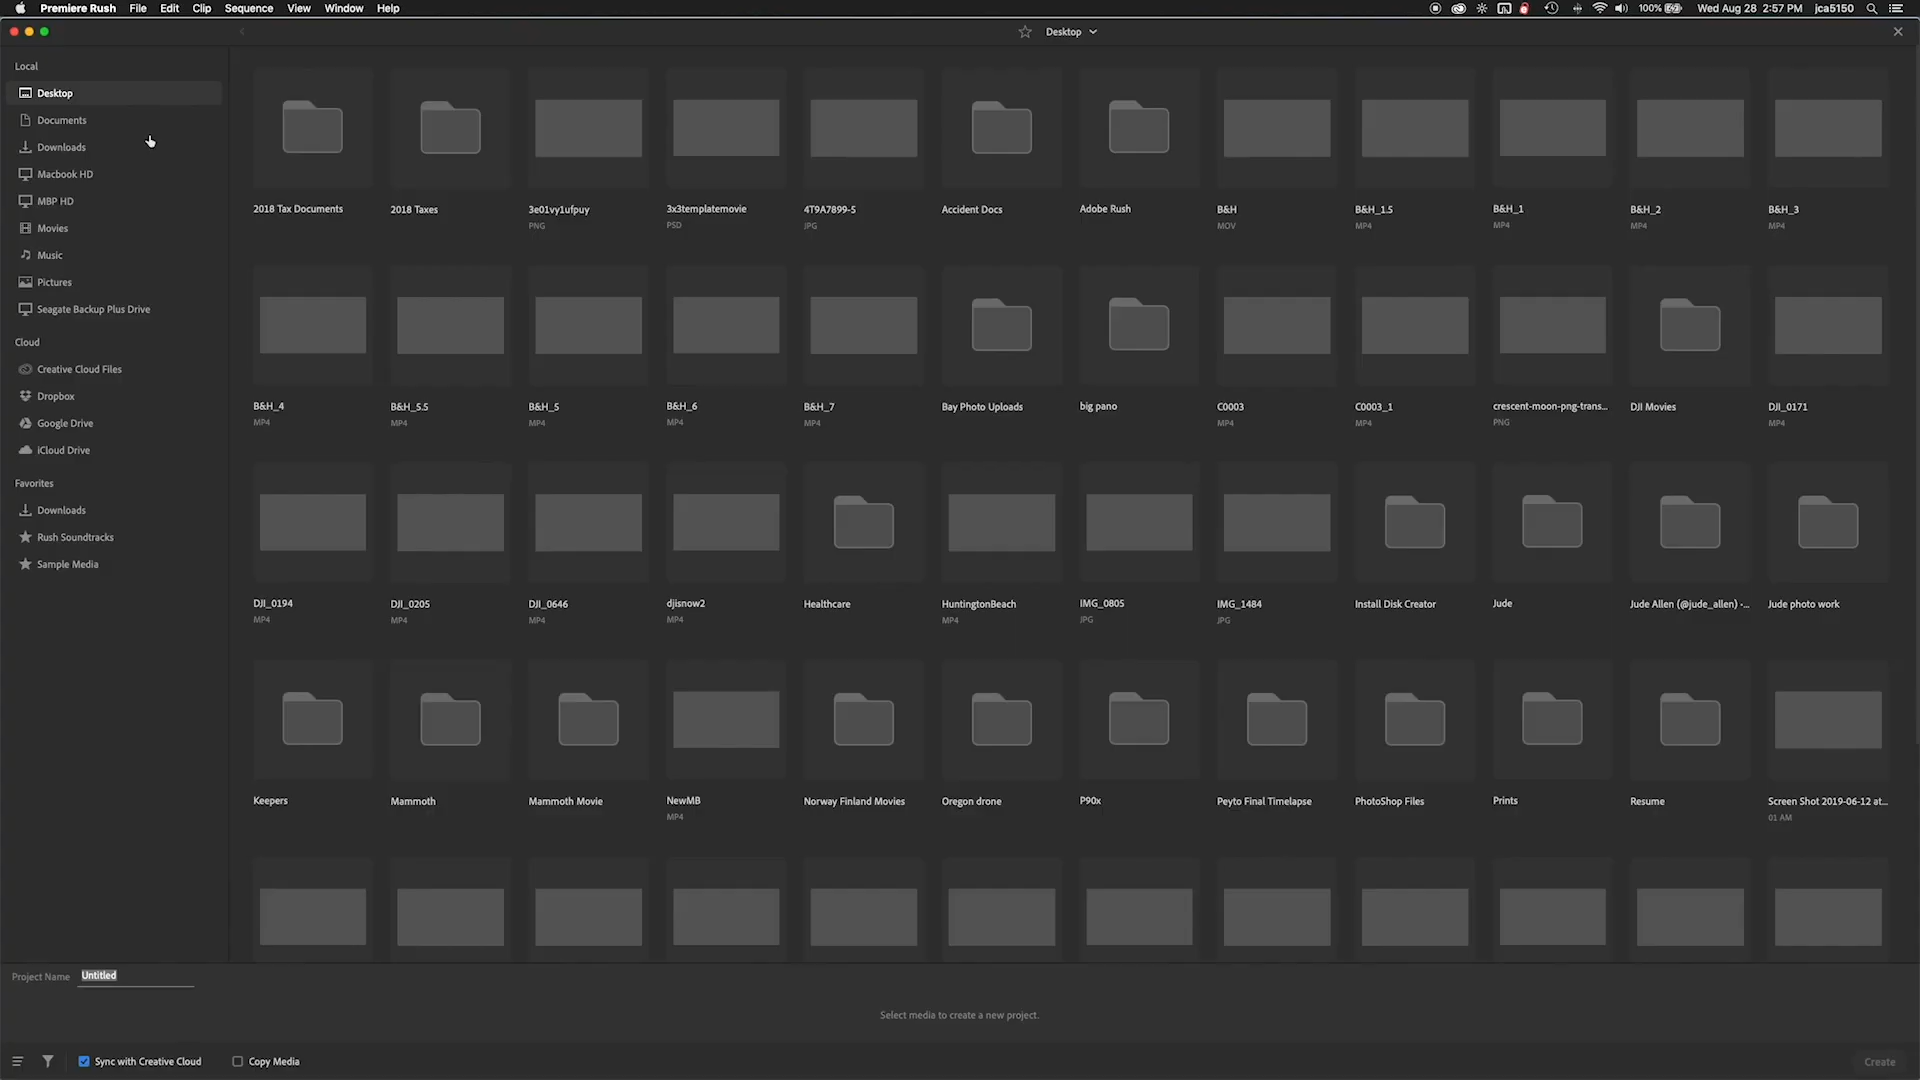 Premiere Rush File Edit Clip Sequence View Window Help 100% Wed Aug 28 2:57 PM jca5150
Desktop
Local
Desktop
Documents
Downloads
Macbook HD
MBP HD
Movies
Music
Pictures
Seagate Backup Plus Drive
Cloud
Creative Cloud Files
Dropbox
Google Drive
iCloud Drive
Favorites
Downloads
Rush Soundtracks
Sample Media
2018 Tax Documents 2018 Taxes 3e01vy1ufpuy 3x3templatemovie 4T9A7899-5 Accident Docs Adobe Rush B&H B&H_1.5 B&H_1 B&H_2 B&H_3
PNG PSD JPG MOV MP4 MP4 MP4 MP4
B&H_4 B&H_5.5 B&H_5 B&H_6 B&H_7 Bay Photo Uploads big pano C0003 C0003_1 crescent-moon-png-trans... DJI Movies DJI_0171
MP4 MP4 MP4 MP4 MP4 MP4 MP4 PNG MP4
DJI_0194 DJI_0205 DJI_0646 djisnow2 Healthcare HuntingtonBeach IMG_0805 IMG_1484 Install Disk Creator Jude Jude Allen (@jude_allen) -... Jude photo work
MP4 MP4 MP4 MP4 MP4 JPG JPG
Keepers Mammoth Mammoth Movie NewMB Norway Finland Movies Oregon drone P90x Peyto Final Timelapse PhotoShop Files Prints Resume Screen Shot 2019-06-12 at...
MP4 01 AM
Project Name Untitled
Select media to create a new project.
Sync with Creative Cloud Copy Media Create